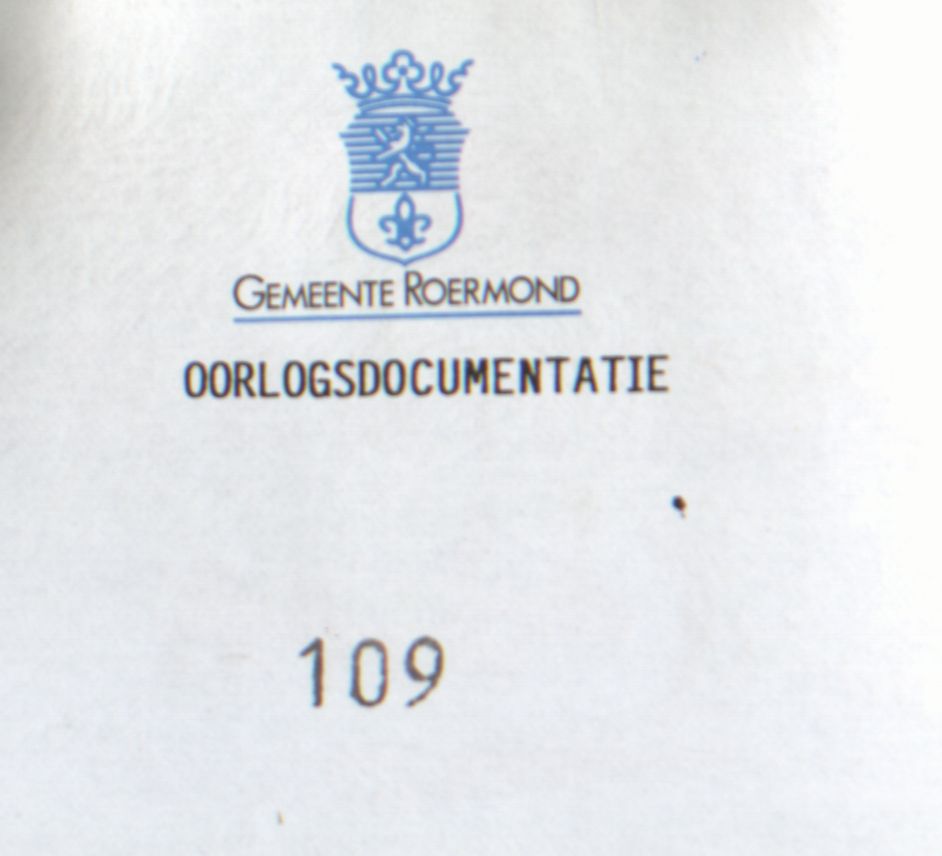 GEMEENTE ROERMOND
OORLOGSDOCUMENTATIE
109